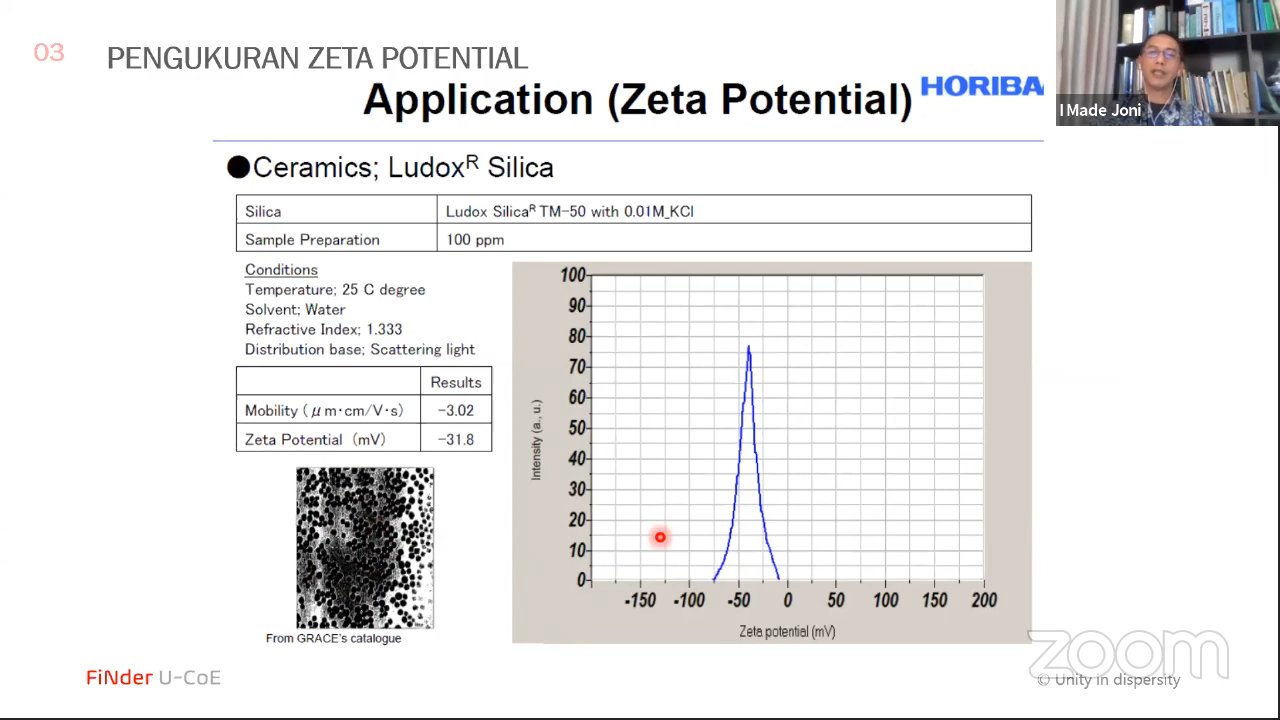 03 PENGUKURAN ZETA POTENTIAL
Application (Zeta Potential)
HORIBA
I Made Joni
●Ceramics; Ludoxᴿ Silica
Silica Ludox Silicaᴿ TM-50 with 0.01M_KCl
Sample Preparation 100 ppm
Conditions
Temperature; 25 C degree
Solvent; Water
Refractive Index; 1.333
Distribution base; Scattering light
Results
Mobility (μm・cm/V・s) -3.02
Zeta Potential (mV) -31.8
From GRACE's catalogue
Intensity (a., u.)
100
90
80
70
60
50
40
30
20
10
0
-150 -100 -50 0 50 100 150 200
Zeta potential (mV)
FiNder U-CoE
zoom
© Unity in dispersity